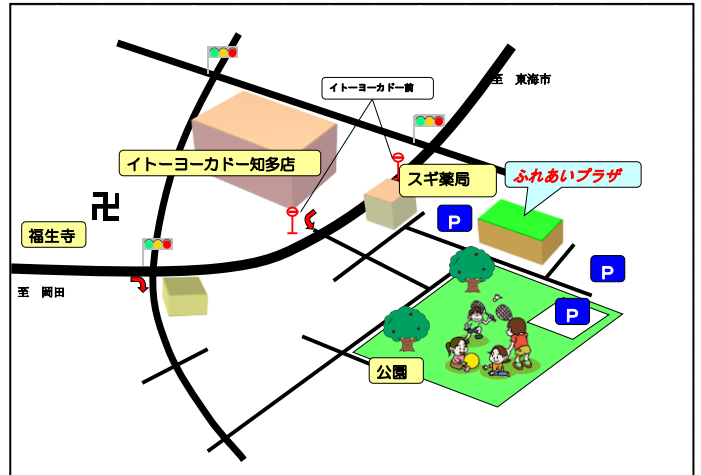 イトーヨーカドー前
至　東海市
イトーヨーカドー知多店
スギ薬局
ふれあいプラザ
福生寺
P
P
P
至　岡田
公園